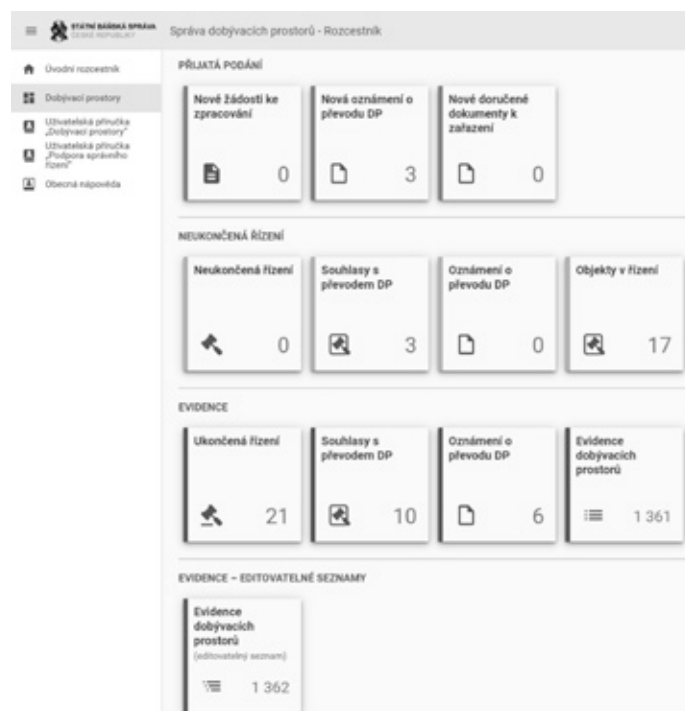 STÁTNÍ BÁŇSKÁ SPRÁVA
ČESKÉ REPUBLIKY
Správa dobývacích prostorů - Rozcestník
Úvodní rozcestník
Dobývací prostory
Uživatelská příručka
„Dobývací prostory"
Uživatelská příručka
„Podpora správního
řízení"
Obecná nápověda
PŘIJATÁ PODÁNÍ
Nové žádosti ke
zpracování
0
Nová oznámení o
převodu DP
3
Nové doručené
dokumenty k
zařazení
0
NEUKONČENÁ ŘÍZENÍ
Neukončená řízení
0
Souhlasy s
převodem DP
3
Oznámení o
převodu DP
0
Objekty v řízení
17
EVIDENCE
Ukončená řízení
21
Souhlasy s
převodem DP
10
Oznámení o
převodu DP
6
Evidence
dobývacích
prostorů
1 361
EVIDENCE – EDITOVATELNÉ SEZNAMY
Evidence
dobývacích
prostorů
(editovatelný seznam)
1 362